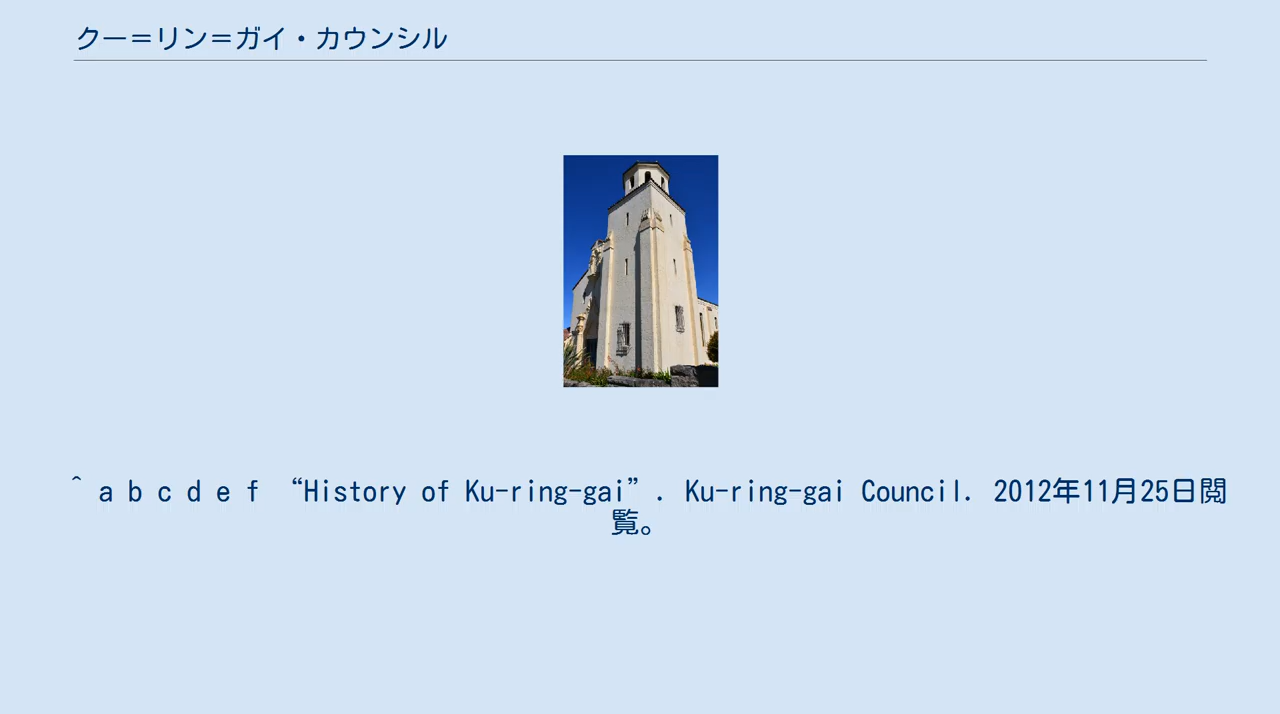 クー＝リン＝ガイ・カウンシル
^ a b c d e f “History of Ku-ring-gai”. Ku-ring-gai Council. 2012年11月25日閲
覧。